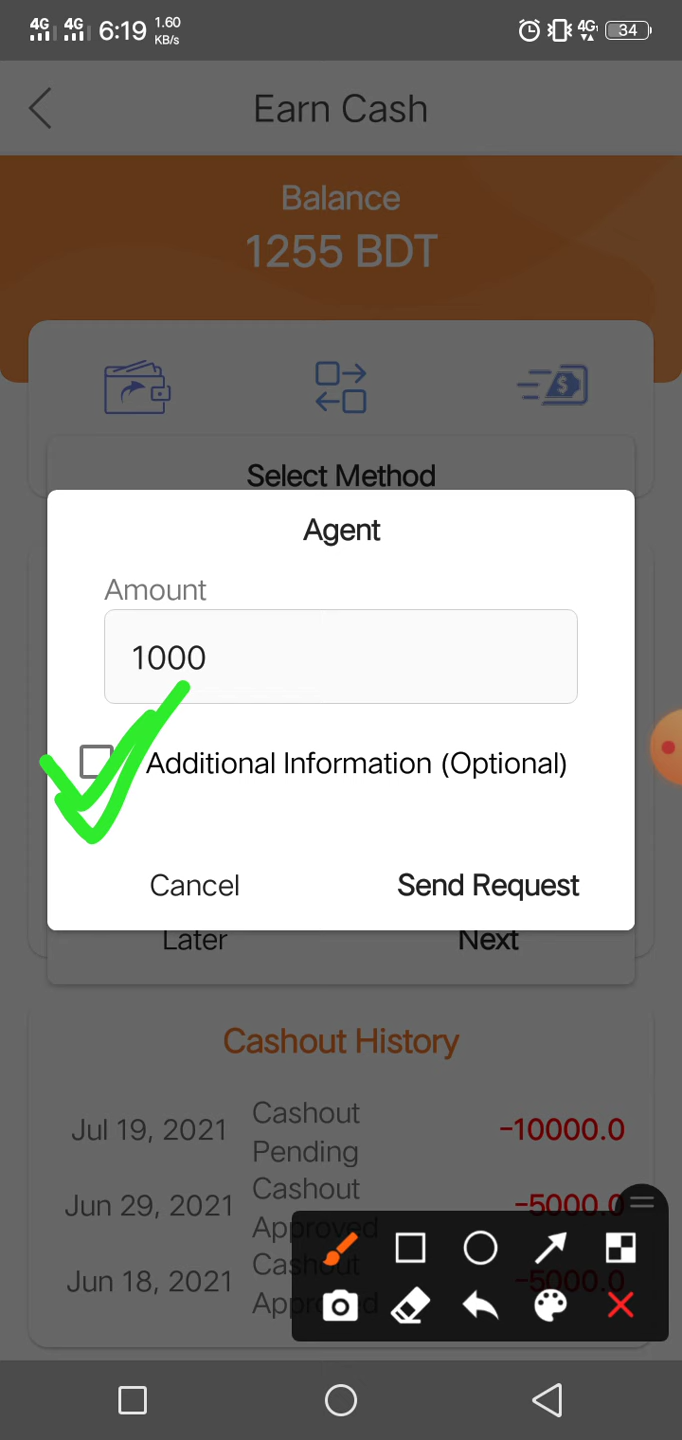 4G 4G 6:19 1.60 KB/s 4G 34
Earn Cash
Balance
1255 BDT
Select Method
Agent
Amount
1000
Additional Information (Optional)
Cancel Send Request
Later Next
Cashout History
Jul 19, 2021 Cashout Pending -10000.0
Jun 29, 2021 Cashout Approved -5000.0
Jun 18, 2021 Cashout Approved -5000.0